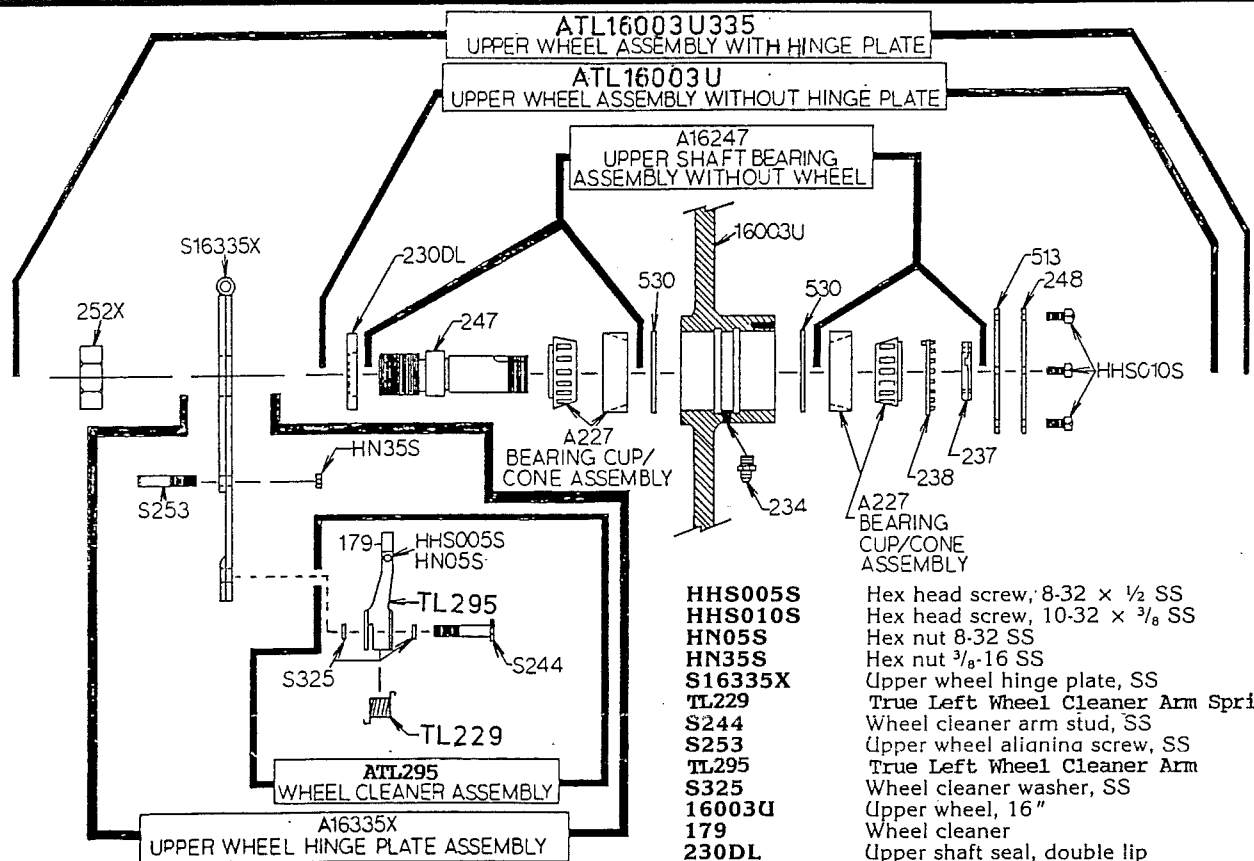 ATL16003U335
UPPER WHEEL ASSEMBLY WITH HINGE PLATE
ATL16003U
UPPER WHEEL ASSEMBLY WITHOUT HINGE PLATE
A16247
UPPER SHAFT BEARING
ASSEMBLY WITHOUT WHEEL
S16335X
230DL
530
16003U
530
513
248
252X
247
HHS010S
A227
BEARING CUP/
CONE ASSEMBLY
HN35S
S253
234
238
237
A227
BEARING
CUP/CONE
ASSEMBLY
179
HHS005S
HN05S
TL295
S325
S244
TL229
ATL295
WHEEL CLEANER ASSEMBLY
A16335X
UPPER WHEEL HINGE PLATE ASSEMBLY
HHS005S Hex head screw, 8-32 × ½ SS
HHS010S Hex head screw, 10-32 × ³/₈ SS
HN05S Hex nut 8-32 SS
HN35S Hex nut ³/₈-16 SS
S16335X Upper wheel hinge plate, SS
TL229 True Left Wheel Cleaner Arm Spri
S244 Wheel cleaner arm stud, SS
S253 Upper wheel aligning screw, SS
TL295 True Left Wheel Cleaner Arm
S325 Wheel cleaner washer, SS
16003U Upper wheel, 16"
179 Wheel cleaner
230DL Upper shaft seal, double lip